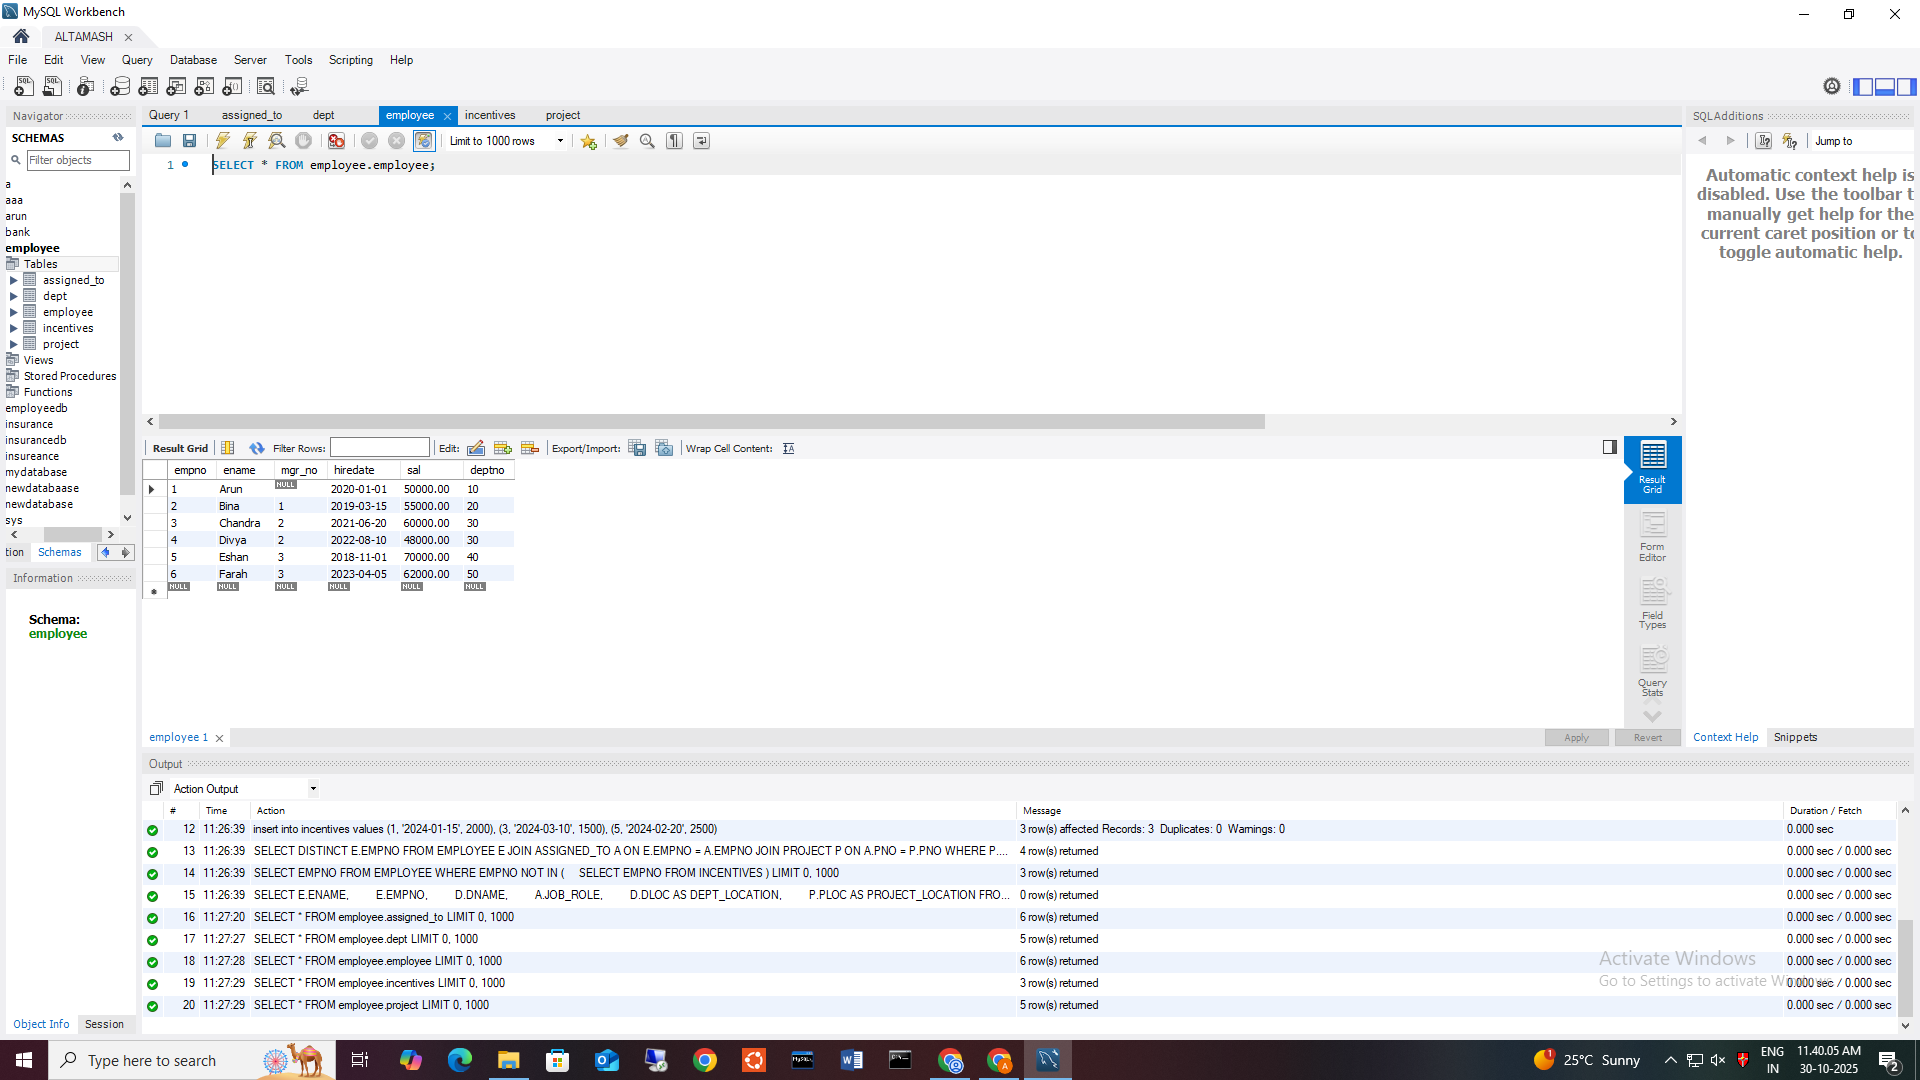 MySQL Workbench
ALTAMASH
File Edit View Query Database Server Tools Scripting Help
Navigator
SCHEMAS
Filter objects
a
aaa
arun
bank
employee
Tables
assigned_to
dept
employee
incentives
project
Views
Stored Procedures
Functions
employeedb
insurance
insurancedb
insureance
mydatabase
newdatabaase
newdatabase
sys
tion Schemas
Information
Schema:
employee
Object Info Session
Query 1 assigned_to dept employee incentives project
Limit to 1000 rows
1 SELECT * FROM employee.employee;
Result Grid Filter Rows: Edit: Export/Import: Wrap Cell Content:
empno ename mgr_no hiredate sal deptno
1 Arun NULL 2020-01-01 50000.00 10
2 Bina 1 2019-03-15 55000.00 20
3 Chandra 2 2021-06-20 60000.00 30
4 Divya 2 2022-08-10 48000.00 30
5 Eshan 3 2018-11-01 70000.00 40
6 Farah 3 2023-04-05 62000.00 50
NULL NULL NULL NULL NULL NULL
Result
Grid
Form
Editor
Field
Types
Query
Stats
employee 1
Apply Revert
SQLAdditions
Jump to
Automatic context help is
disabled. Use the toolbar t
manually get help for the
current caret position or to
toggle automatic help.
Context Help Snippets
Output
Action Output
# Time Action Message Duration / Fetch
12 11:26:39 insert into incentives values (1, '2024-01-15', 2000), (3, '2024-03-10', 1500), (5, '2024-02-20', 2500) 3 row(s) affected Records: 3 Duplicates: 0 Warnings: 0 0.000 sec
13 11:26:39 SELECT DISTINCT E.EMPNO FROM EMPLOYEE E JOIN ASSIGNED_TO A ON E.EMPNO = A.EMPNO JOIN PROJECT P ON A.PNO = P.PNO WHERE P.... 4 row(s) returned 0.000 sec / 0.000 sec
14 11:26:39 SELECT EMPNO FROM EMPLOYEE WHERE EMPNO NOT IN ( SELECT EMPNO FROM INCENTIVES ) LIMIT 0, 1000 3 row(s) returned 0.000 sec / 0.000 sec
15 11:26:39 SELECT E.ENAME, E.EMPNO, D.DNAME, A.JOB_ROLE, D.DLOC AS DEPT_LOCATION, P.PLOC AS PROJECT_LOCATION FRO... 0 row(s) returned 0.000 sec / 0.000 sec
16 11:27:20 SELECT * FROM employee.assigned_to LIMIT 0, 1000 6 row(s) returned 0.000 sec / 0.000 sec
17 11:27:27 SELECT * FROM employee.dept LIMIT 0, 1000 5 row(s) returned 0.000 sec / 0.000 sec
18 11:27:28 SELECT * FROM employee.employee LIMIT 0, 1000 6 row(s) returned 0.000 sec / 0.000 sec
19 11:27:29 SELECT * FROM employee.incentives LIMIT 0, 1000 3 row(s) returned 0.000 sec / 0.000 sec
20 11:27:29 SELECT * FROM employee.project LIMIT 0, 1000 5 row(s) returned 0.000 sec / 0.000 sec
Activate Windows
Go to Settings to activate Windows.
Type here to search
25°C Sunny
ENG
IN
11.40.05 AM
30-10-2025
2